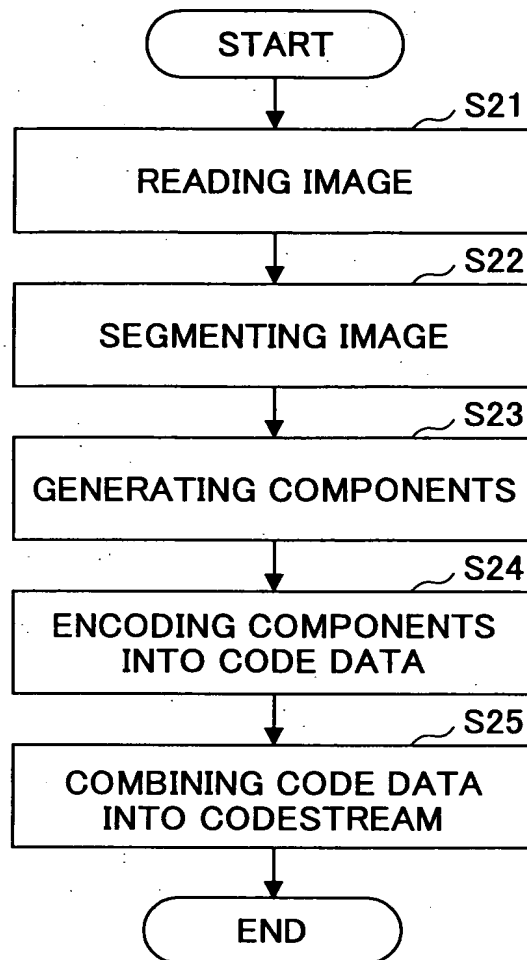 START
S21
READING IMAGE
S22
SEGMENTING IMAGE
S23
GENERATING COMPONENTS
S24
ENCODING COMPONENTS
INTO CODE DATA
S25
COMBINING CODE DATA
INTO CODESTREAM
END